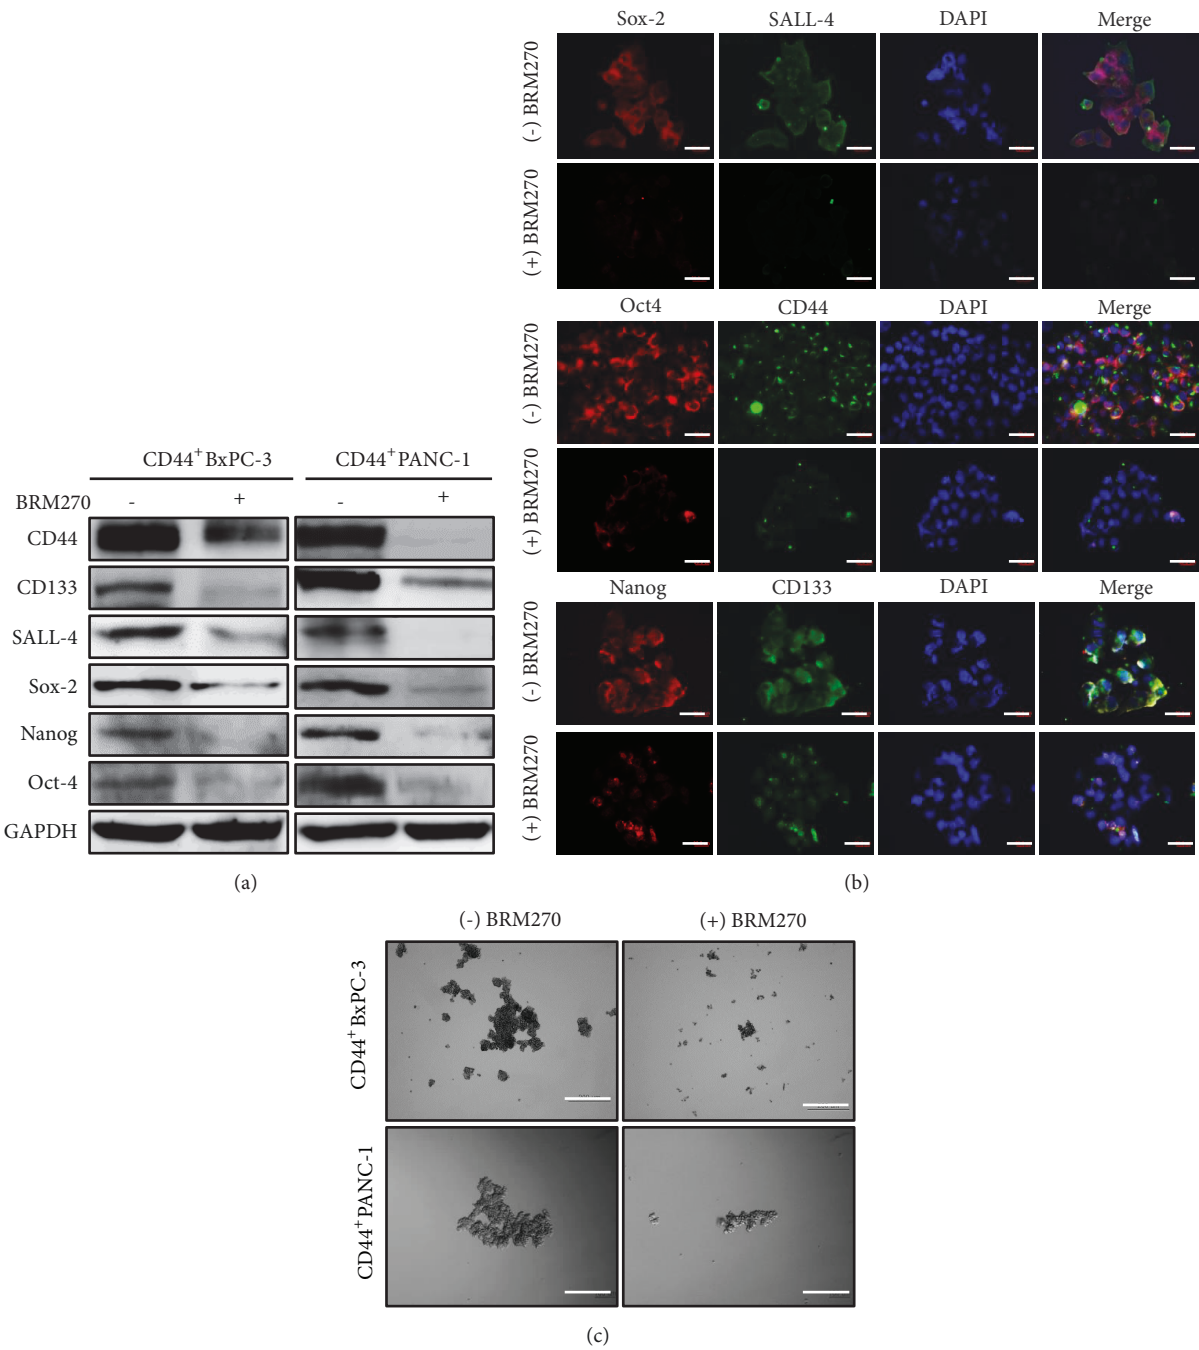 Sox-2 SALL-4 DAPI Merge
(-) BRM270
(+) BRM270
Oct4 CD44 DAPI Merge
(-) BRM270
(+) BRM270
Nanog CD133 DAPI Merge
(-) BRM270
(+) BRM270
CD44⁺BxPC-3 CD44⁺PANC-1
BRM270 - + - +
CD44
CD133
SALL-4
Sox-2
Nanog
Oct-4
GAPDH
(a)
(b)
(-) BRM270 (+) BRM270
CD44⁺BxPC-3
CD44⁺PANC-1
(c)